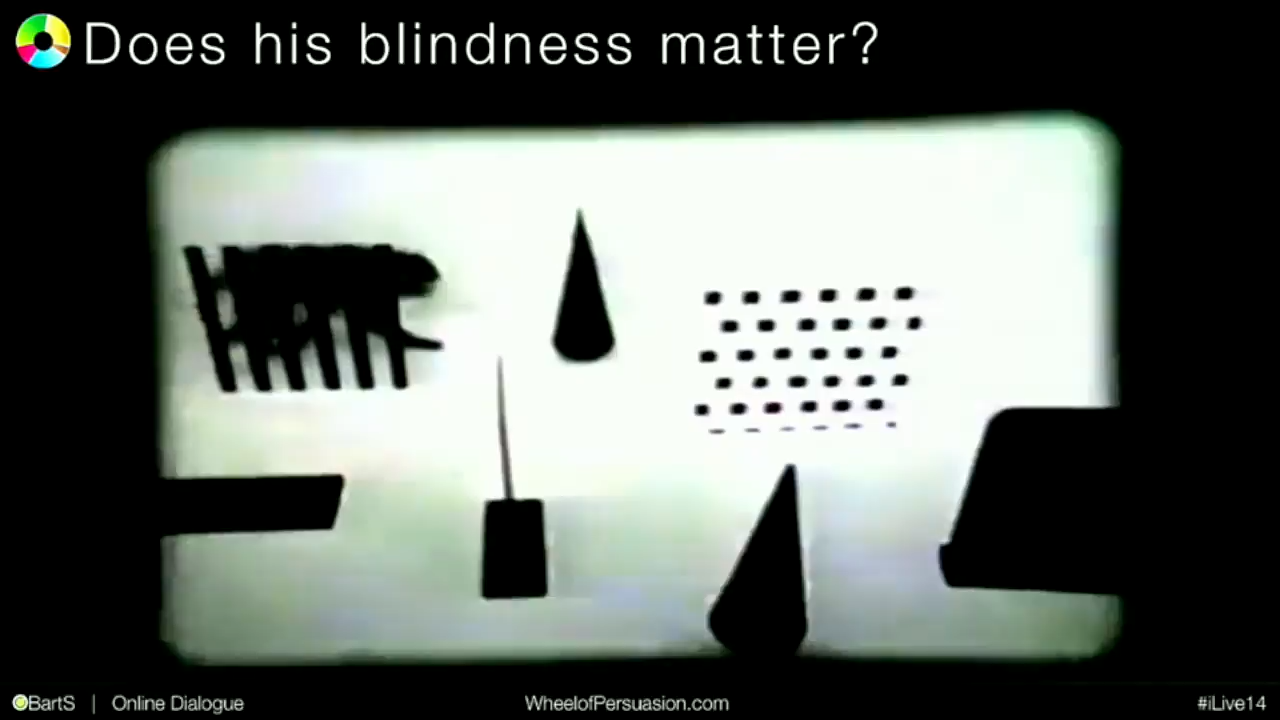 Does his blindness matter?
BartS | Online Dialogue
WheelofPersuasion.com
#iLive14